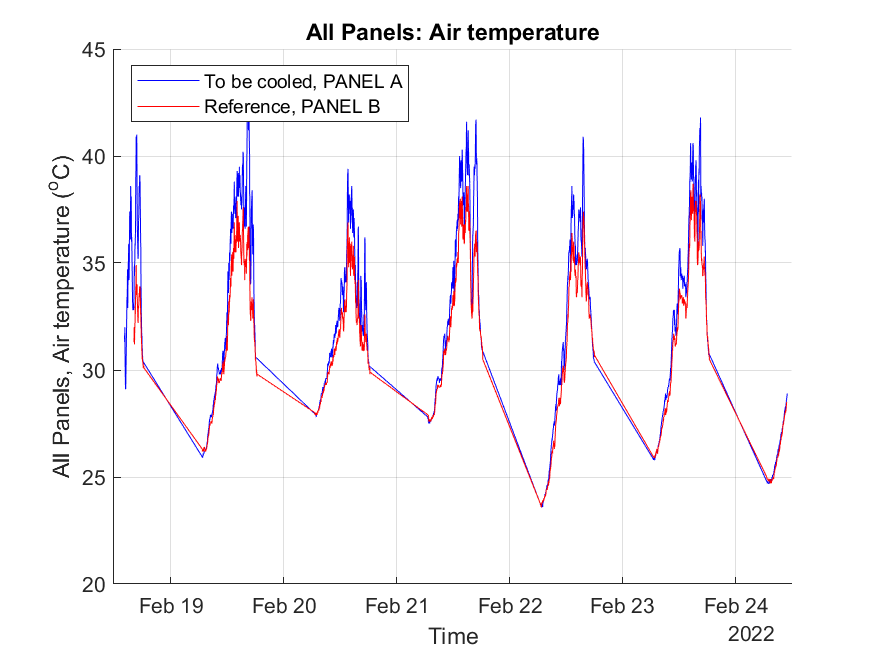 All Panels: Air temperature
All Panels, Air temperature (°C)
45
40
35
30
25
20
To be cooled, PANEL A
Reference, PANEL B
Feb 19
Feb 20
Feb 21
Feb 22
Feb 23
Feb 24
2022
Time